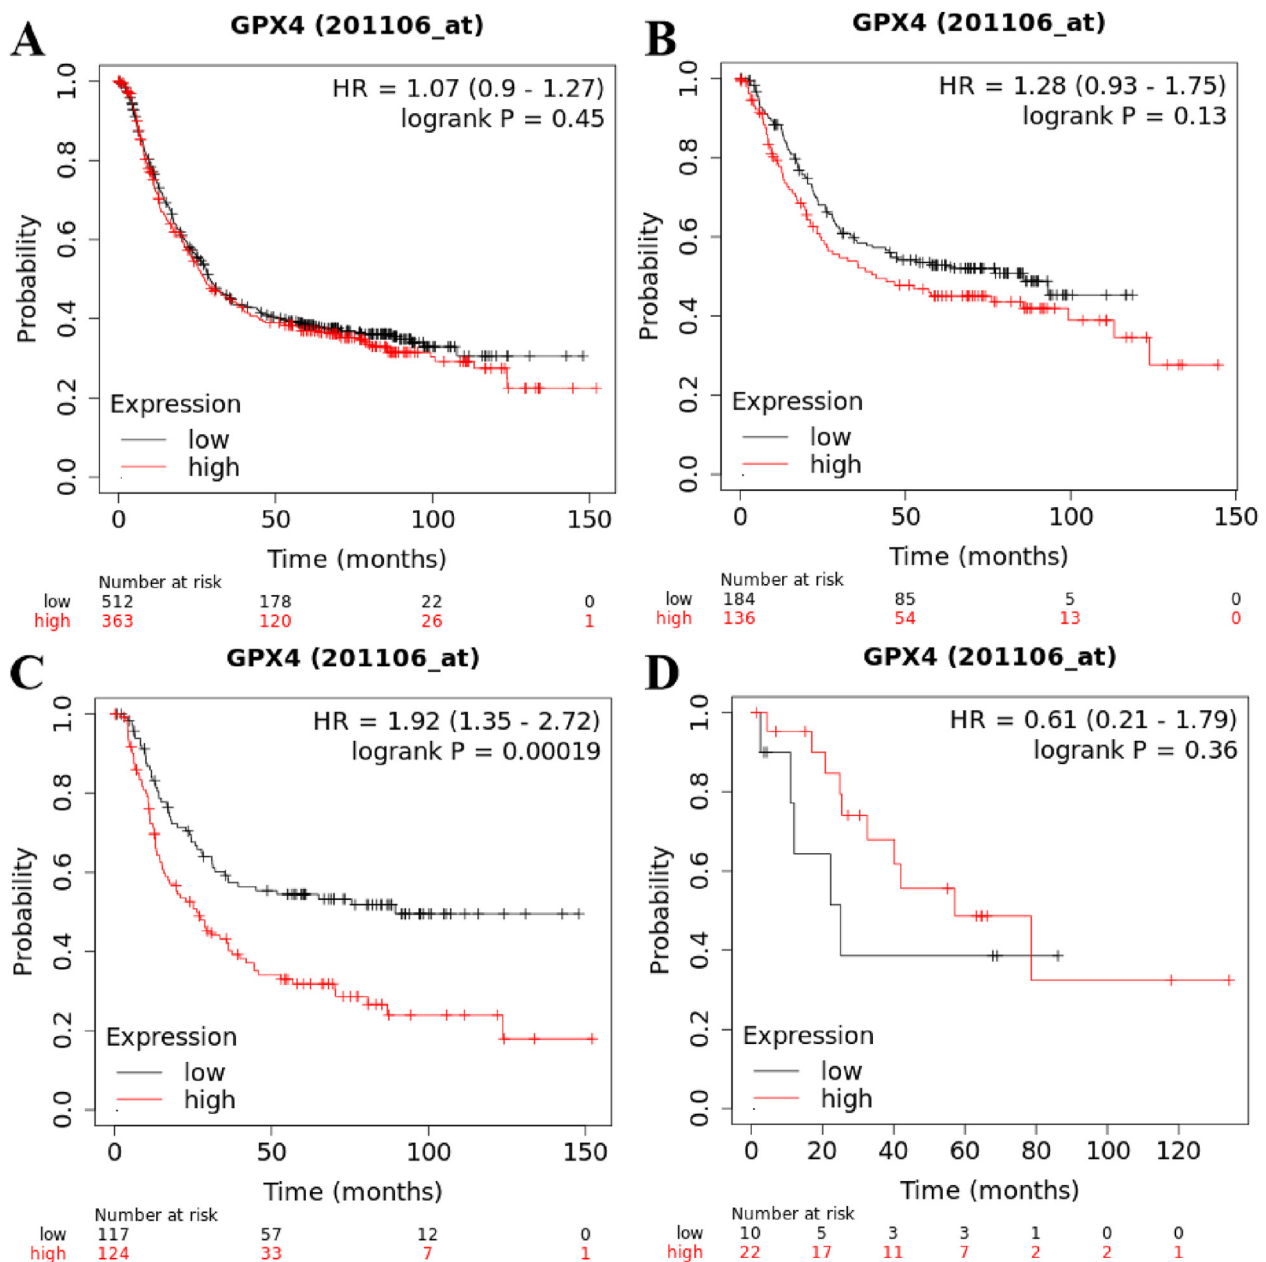 A
GPX4 (201106_at)
HR = 1.07 (0.9 - 1.27)
logrank P = 0.45
Probability
1.0
0.8
0.6
0.4
0.2
0.0
Expression
low
high
0 50 100 150
Time (months)
Number at risk
low 512 178 22 0
high 363 120 26 1
B
GPX4 (201106_at)
HR = 1.28 (0.93 - 1.75)
logrank P = 0.13
Probability
1.0
0.8
0.6
0.4
0.2
0.0
Expression
low
high
0 50 100 150
Time (months)
Number at risk
low 184 85 5 0
high 136 54 13 0
C
GPX4 (201106_at)
HR = 1.92 (1.35 - 2.72)
logrank P = 0.00019
Probability
1.0
0.8
0.6
0.4
0.2
0.0
Expression
low
high
0 50 100 150
Time (months)
Number at risk
low 117 57 12 0
high 124 33 7 1
D
GPX4 (201106_at)
HR = 0.61 (0.21 - 1.79)
logrank P = 0.36
Probability
1.0
0.8
0.6
0.4
0.2
0.0
Expression
low
high
0 20 40 60 80 100 120
Time (months)
Number at risk
low 10 5 3 3 1 0 0
high 22 17 11 7 2 2 1